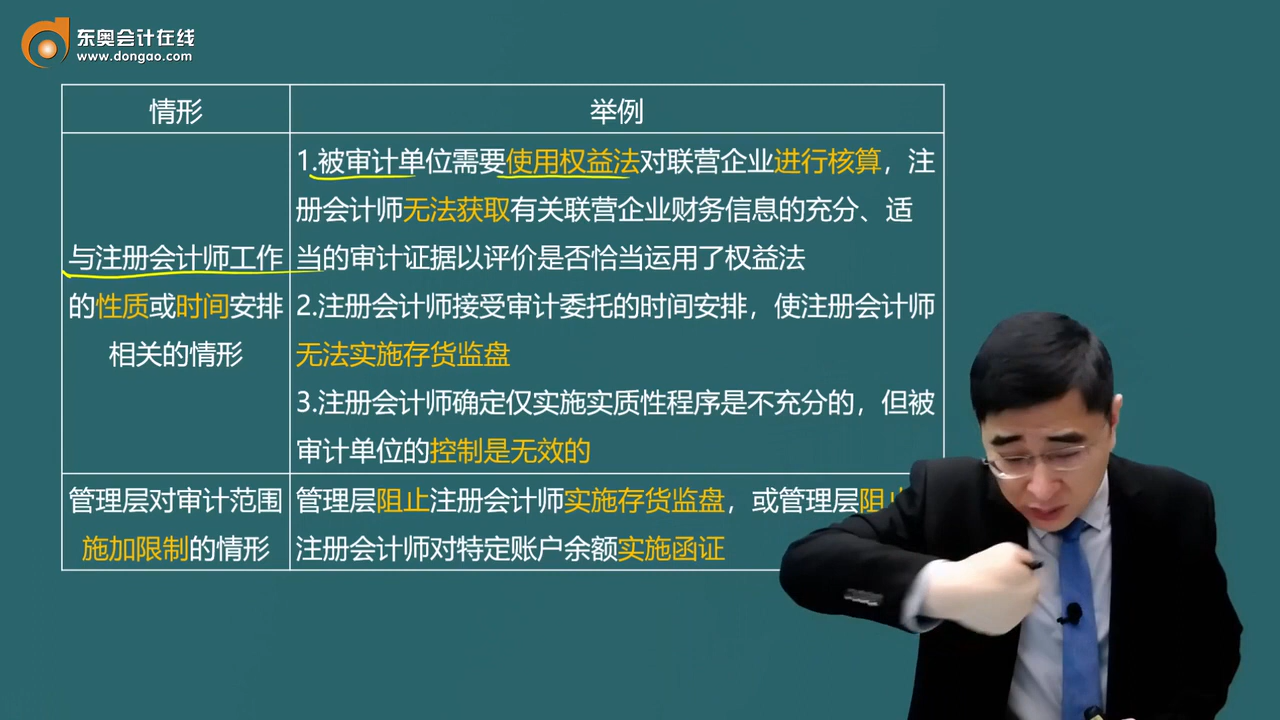 东奥会计在线
www.dongao.com
情形
举例
与注册会计师工作
的性质或时间安排
相关的情形
1.被审计单位需要使用权益法对联营企业进行核算，注
册会计师无法获取有关联营企业财务信息的充分、适
当的审计证据以评价是否恰当运用了权益法
2.注册会计师接受审计委托的时间安排，使注册会计师
无法实施存货监盘
3.注册会计师确定仅实施实质性程序是不充分的，但被
审计单位的控制是无效的
管理层对审计范围
施加限制的情形
管理层阻止注册会计师实施存货监盘，或管理层阻
注册会计师对特定账户余额实施函证